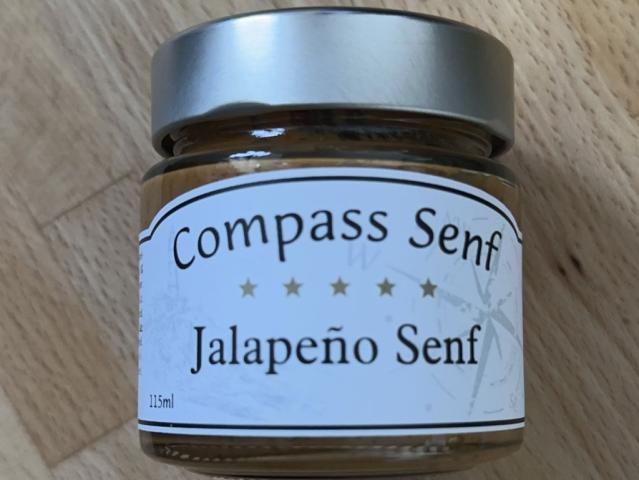 Compass Senf
Jalapeño Senf
115ml